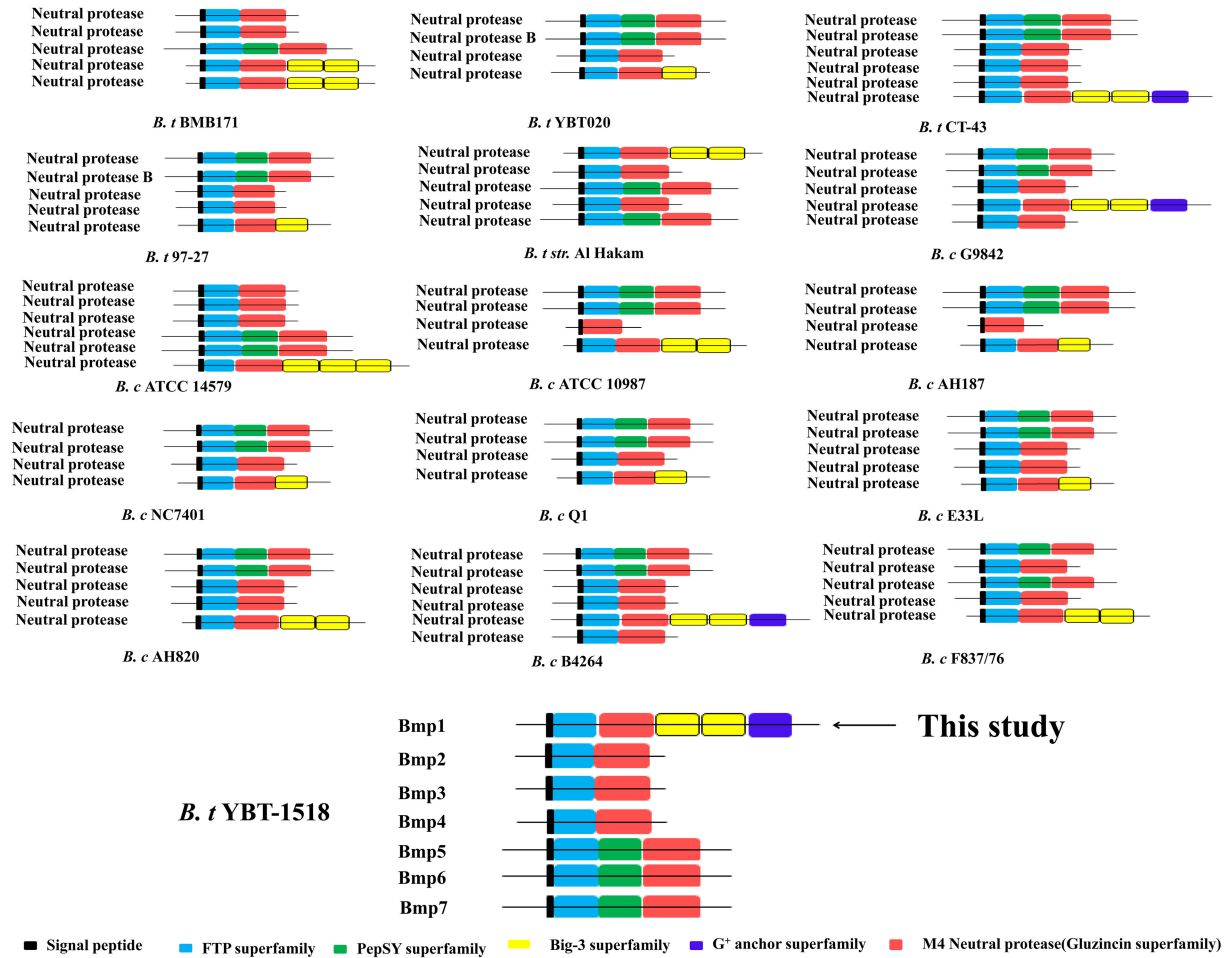 Neutral protease
Neutral protease
Neutral protease
Neutral protease
Neutral protease
B. t BMB171
Neutral protease
Neutral protease B
Neutral protease
Neutral protease
B. t YBT020
Neutral protease
Neutral protease
Neutral protease
Neutral protease
Neutral protease
Neutral protease
B. t CT-43
Neutral protease
Neutral protease B
Neutral protease
Neutral protease
Neutral protease
B. t 97-27
Neutral protease
Neutral protease
Neutral protease
Neutral protease
Neutral protease
B. t str. Al Hakam
Neutral protease
Neutral protease
Neutral protease
Neutral protease
Neutral protease
B. c G9842
Neutral protease
Neutral protease
Neutral protease
Neutral protease
Neutral protease
Neutral protease
B. c ATCC 14579
Neutral protease
Neutral protease
Neutral protease
Neutral protease
B. c ATCC 10987
Neutral protease
Neutral protease
Neutral protease
Neutral protease
B. c AH187
Neutral protease
Neutral protease
Neutral protease
Neutral protease
B. c NC7401
Neutral protease
Neutral protease
Neutral protease
Neutral protease
B. c Q1
Neutral protease
Neutral protease
Neutral protease
Neutral protease
Neutral protease
B. c E33L
Neutral protease
Neutral protease
Neutral protease
Neutral protease
Neutral protease
B. c AH820
Neutral protease
Neutral protease
Neutral protease
Neutral protease
Neutral protease
Neutral protease
B. c B4264
Neutral protease
Neutral protease
Neutral protease
Neutral protease
Neutral protease
B. c F837/76
B. t YBT-1518
Bmp1
This study
Bmp2
Bmp3
Bmp4
Bmp5
Bmp6
Bmp7
Signal peptide
FTP superfamily
PepSY superfamily
Big-3 superfamily
G⁺ anchor superfamily
M4 Neutral protease(Gluzincin superfamily)